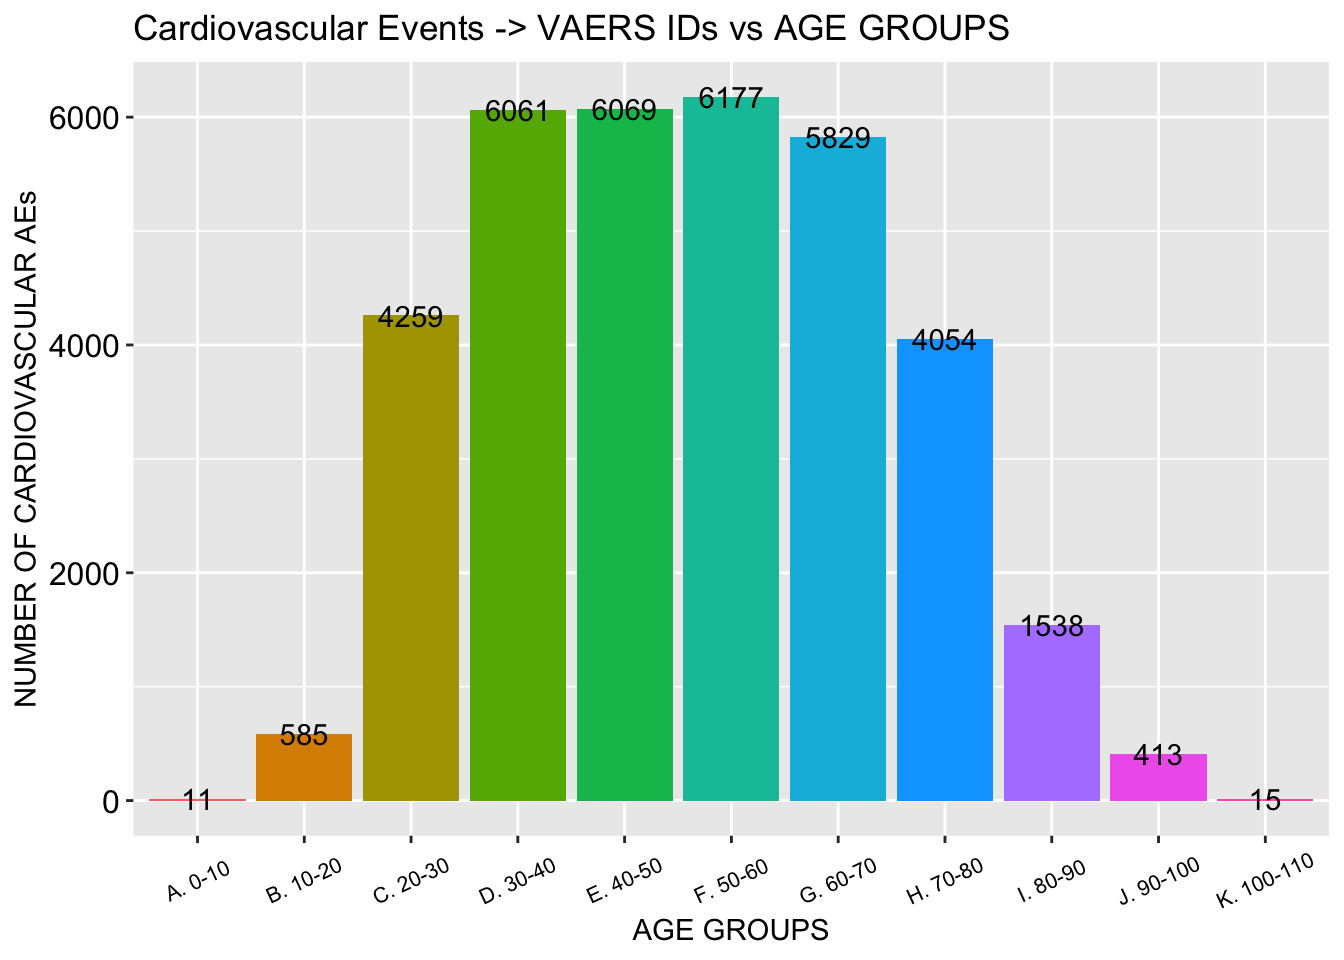 Cardiovascular Events -> VAERS IDs vs AGE GROUPS
NUMBER OF CARDIOVASCULAR AEs
6000
4000
2000
0
11
585
4259
6061
6069
6177
5829
4054
1538
413
15
A. 0-10
B. 10-20
C. 20-30
D. 30-40
E. 40-50
F. 50-60
G. 60-70
H. 70-80
I. 80-90
J. 90-100
K. 100-110
AGE GROUPS